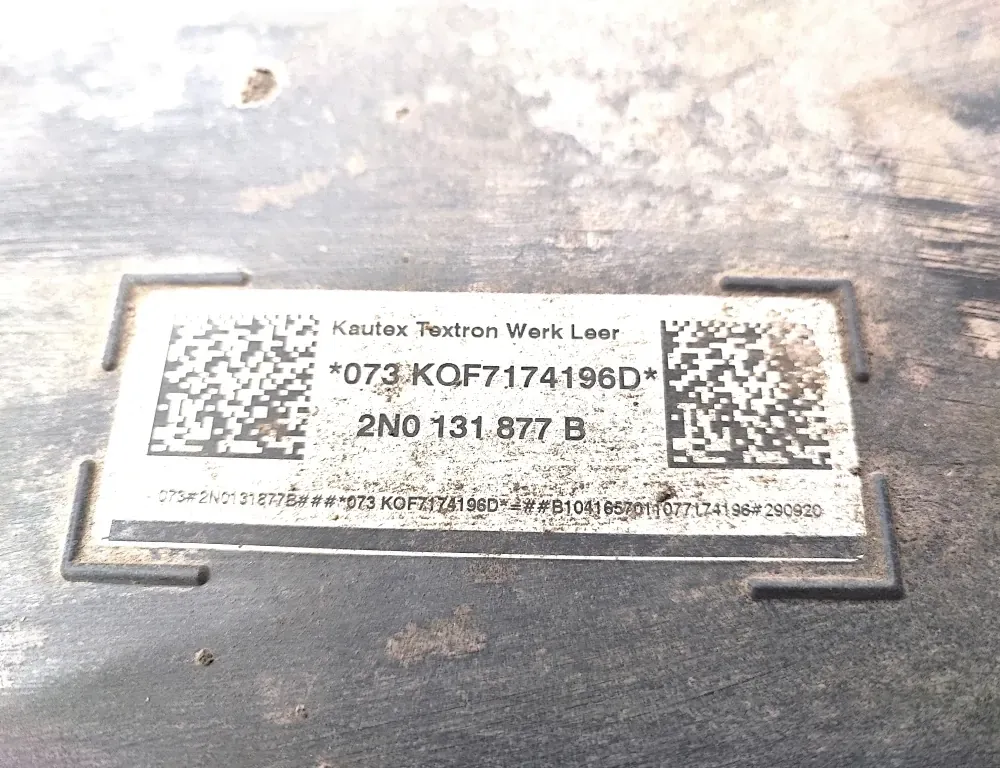 Kautex Textron Werk Leer
*073 KOF7174196D*
2N0 131 877 B
073#2N0131877B###*073 KOF7174196D*=##B1041657011077174196#290920